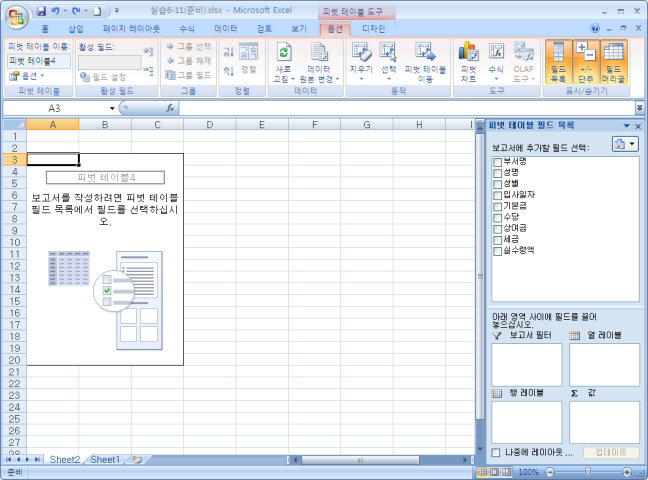 실습6-11(준비).xlsx - Microsoft Excel
피벗 테이블 도구
홈 삽입 페이지 레이아웃 수식 데이터 검토 보기 옵션 디자인
피벗 테이블 이름: 활성 필드: 그룹 선택
피벗 테이블4 그룹 해제 정렬 새로 고침 데이터 원본 변경 지우기 선택 피벗 테이블 이동 피벗 차트 수식 OLAP 도구 필드 목록 +/- 단추 필드 머리글
옵션 필드 설정 그룹 필드
피벗 테이블 활성 필드 그룹 정렬 데이터 동작 도구 표시/숨기기
A3 fx
A B C D E F G H I
1
2
3
4
5
6
7
8
9
10
11
12
13
14
15
16
17
18
19
20
21
22
23
24
25
26
27
28
피벗 테이블4
보고서를 작성하려면 피벗 테이블
필드 목록에서 필드를 선택하십시
오.
피벗 테이블 필드 목록
보고서에 추가할 필드 선택:
부서명
성명
성별
입사일자
기본급
수당
상여금
세금
실수령액
아래 영역 사이에 필드를 끌어
놓으십시오.
보고서 필터 열 레이블
행 레이블 Σ 값
나중에 레이아웃 ... 업데이트
Sheet2 Sheet1
준비 100%